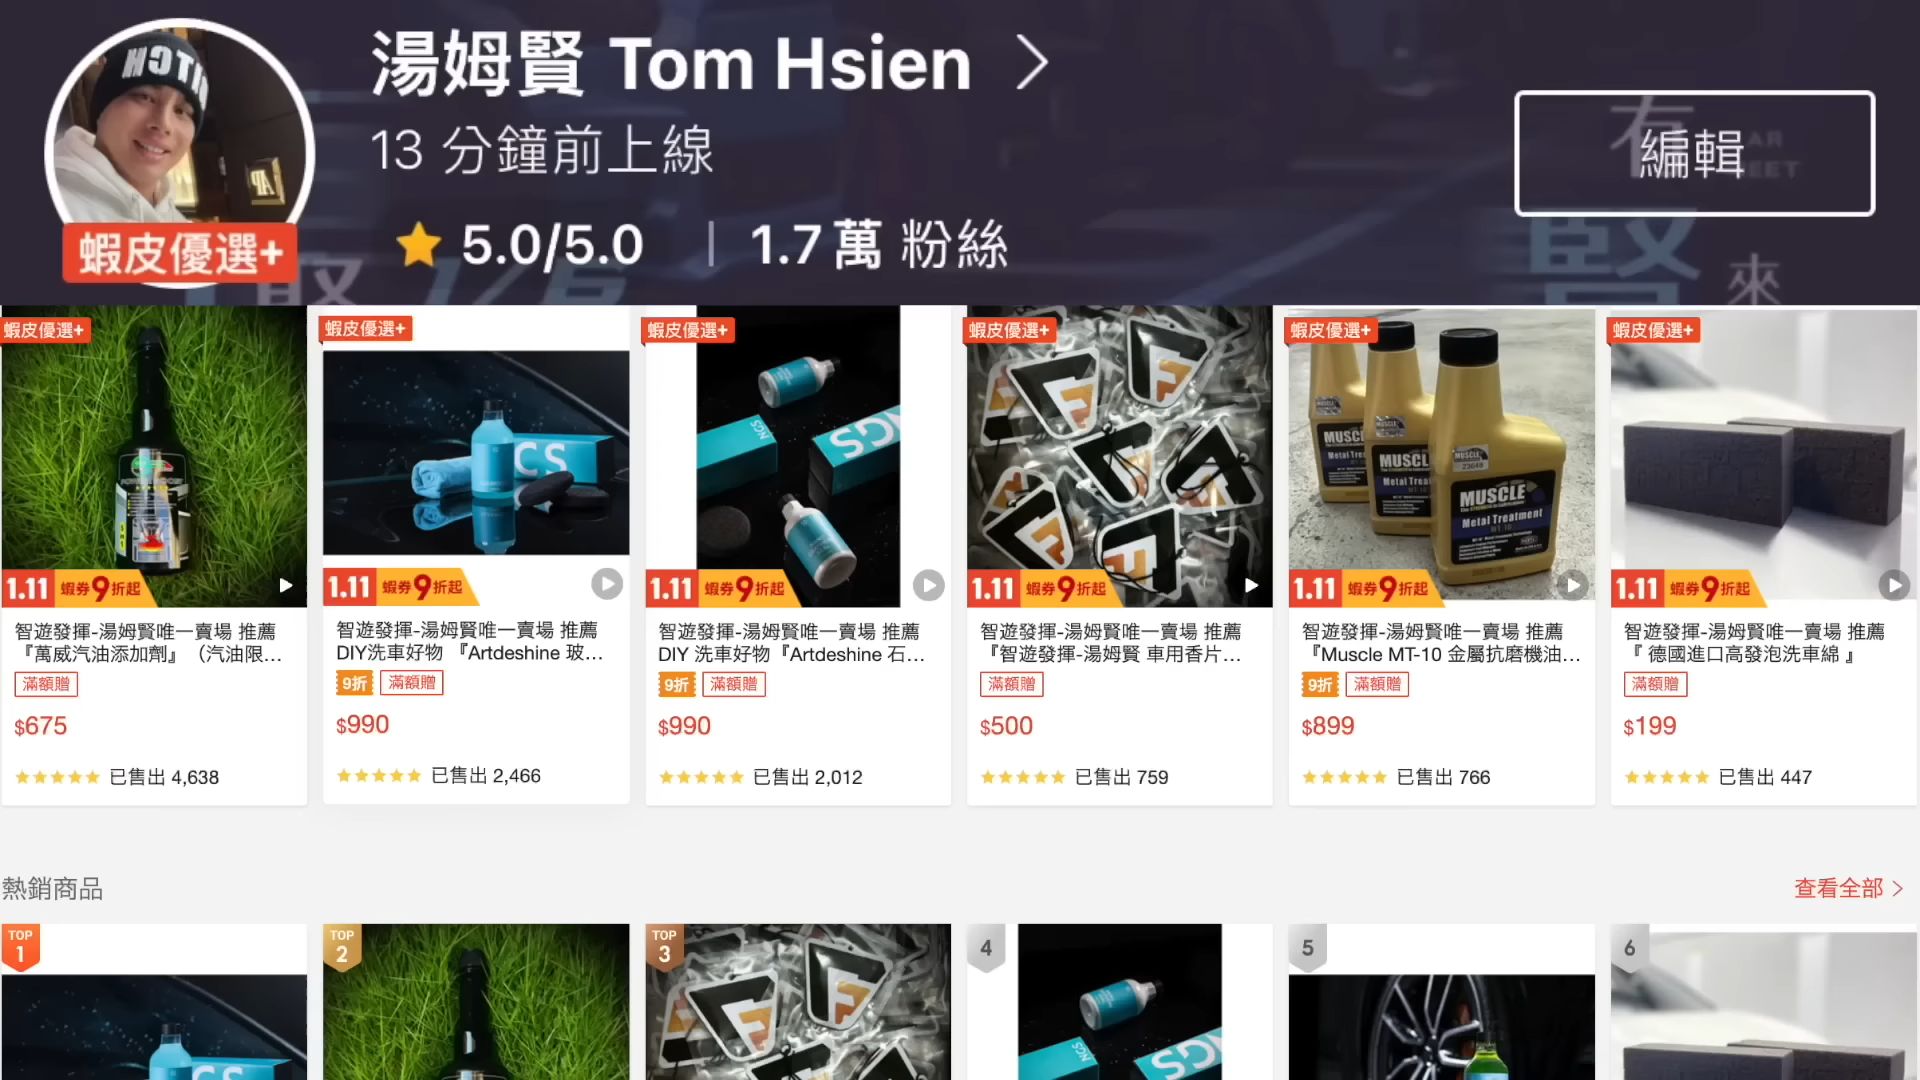 湯姆賢 Tom Hsien
13 分鐘前上線
5.0/5.0 | 1.7萬 粉絲
編輯
蝦皮優選+
蝦皮優選+
1.11 蝦券9折起
智遊發揮-湯姆賢唯一賣場 推薦
『萬威汽油添加劑』（汽油限...
滿額贈
$675
已售出 4,638
蝦皮優選+
CS
1.11 蝦券9折起
智遊發揮-湯姆賢唯一賣場 推薦
DIY洗車好物 『Artdeshine 玻...
9折 滿額贈
$990
已售出 2,466
蝦皮優選+
NGS
1.11 蝦券9折起
智遊發揮-湯姆賢唯一賣場 推薦
DIY 洗車好物『Artdeshine 石...
9折 滿額贈
$990
已售出 2,012
蝦皮優選+
1.11 蝦券9折起
智遊發揮-湯姆賢唯一賣場 推薦
『智遊發揮-湯姆賢 車用香片...
滿額贈
$500
已售出 759
蝦皮優選+
MUSCLE
Metal Treatment
MT-10
1.11 蝦券9折起
智遊發揮-湯姆賢唯一賣場 推薦
『Muscle MT-10 金屬抗磨機油...
9折 滿額贈
$899
已售出 766
蝦皮優選+
1.11 蝦券9折起
智遊發揮-湯姆賢唯一賣場 推薦
『 德國進口高發泡洗車綿 』
滿額贈
$199
已售出 447
熱銷商品
查看全部 >
TOP
1
TOP
2
TOP
3
4
5
6